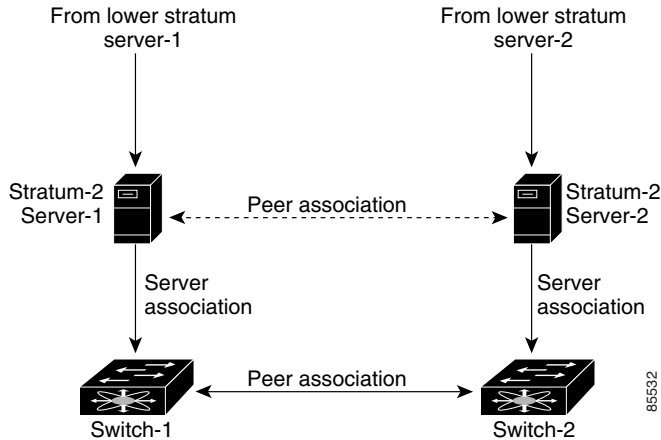 From lower stratum
server-1
From lower stratum
server-2
Stratum-2
Server-1
Peer association
Stratum-2
Server-2
Server
association
Server
association
Peer association
Switch-1
Switch-2
85532